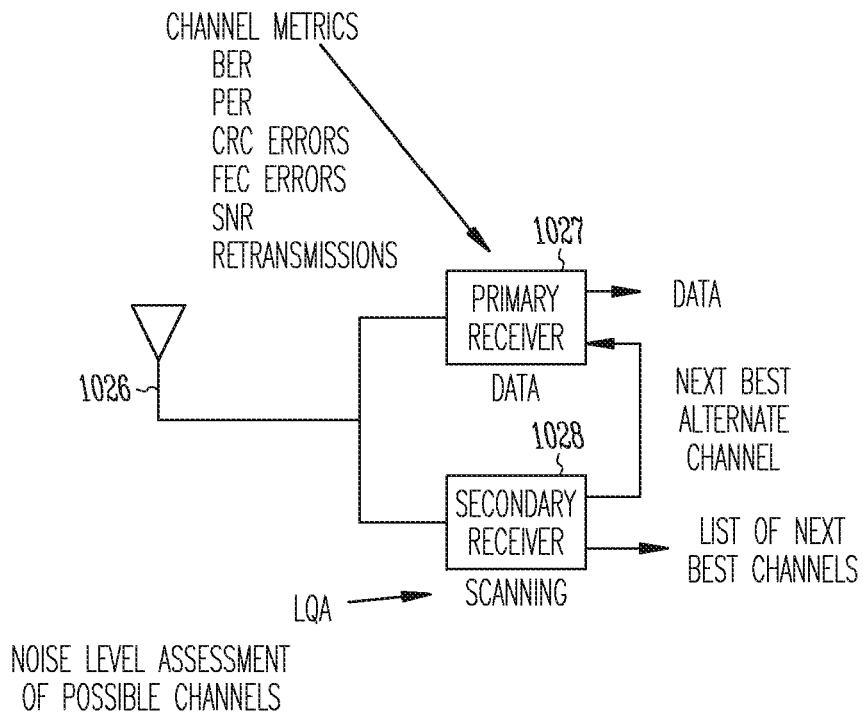 CHANNEL METRICS
BER
PER
CRC ERRORS
FEC ERRORS
SNR
RETRANSMISSIONS
1027
PRIMARY
RECEIVER
DATA
DATA
1026
NEXT BEST
ALTERNATE
CHANNEL
1028
SECONDARY
RECEIVER
SCANNING
LIST OF NEXT
BEST CHANNELS
LQA
NOISE LEVEL ASSESSMENT
OF POSSIBLE CHANNELS